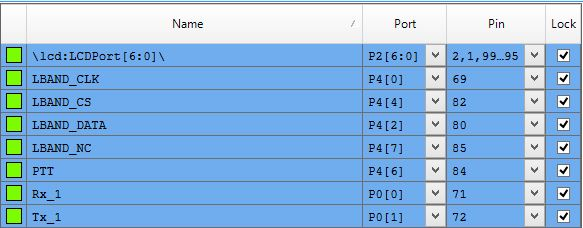 Name / Port Pin Lock
\lcd:LCDPort[6:0]\ P2[6:0] 2,1,99…95
LBAND_CLK P4[0] 69
LBAND_CS P4[4] 82
LBAND_DATA P4[2] 80
LBAND_NC P4[7] 85
PTT P4[6] 84
Rx_1 P0[0] 71
Tx_1 P0[1] 72